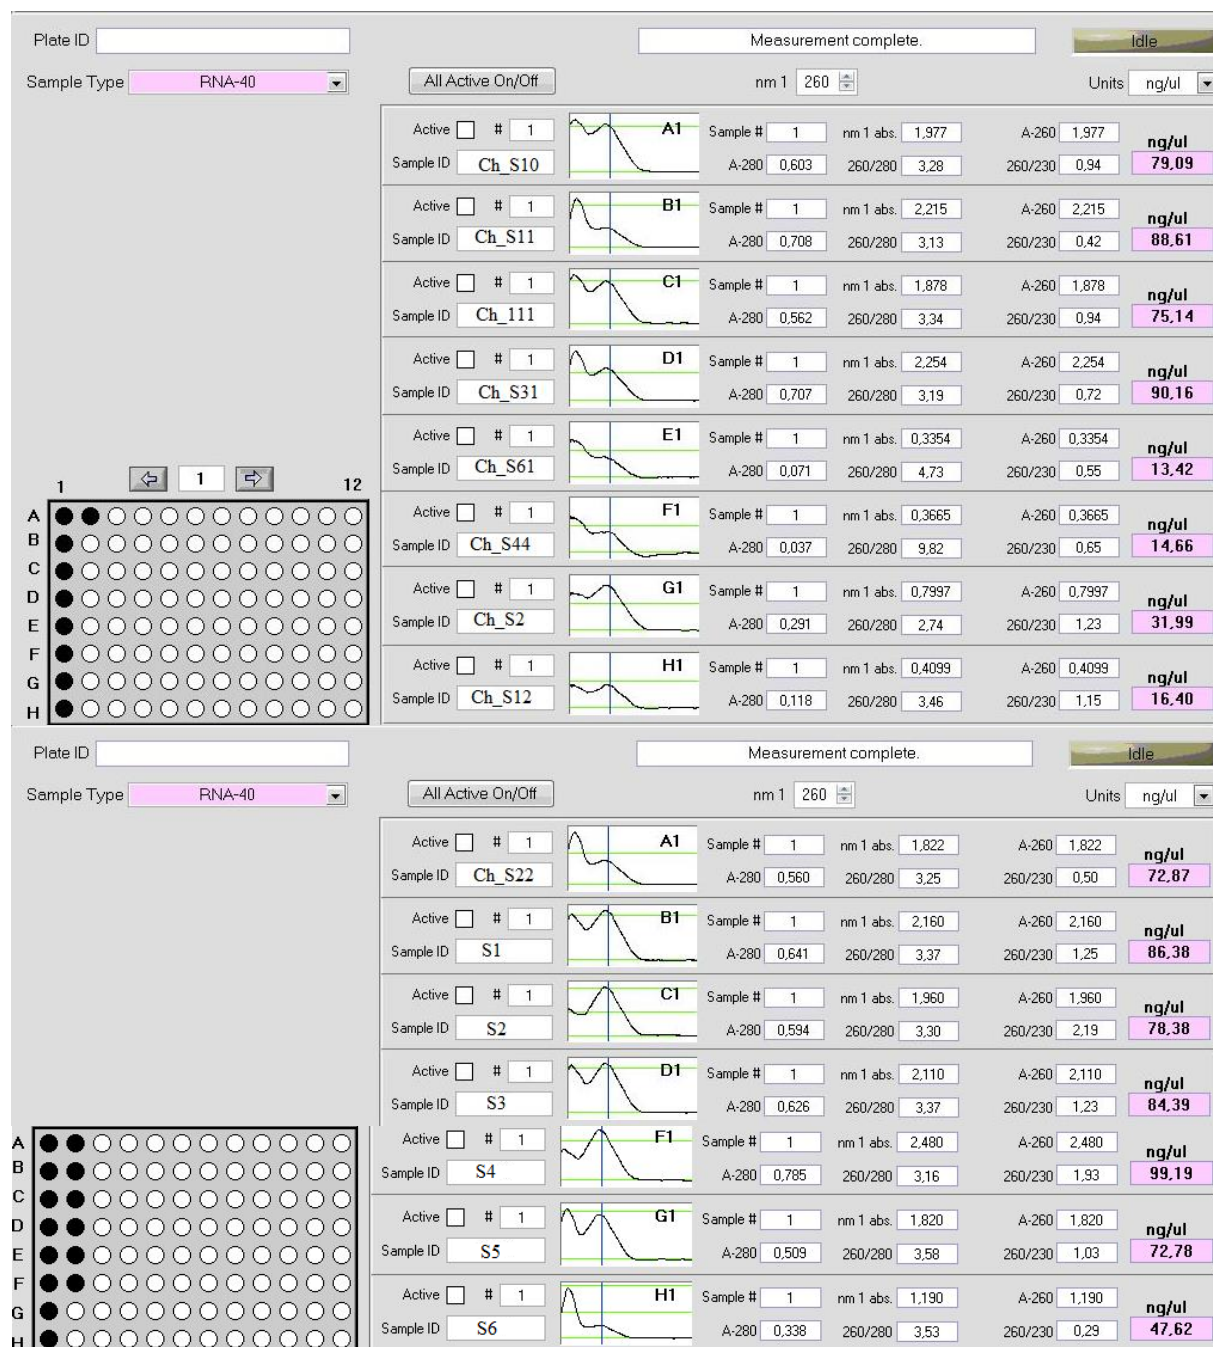 Plate ID Measurement complete. Idle
Sample Type RNA-40 All Active On/Off nm 1 260 Units ng/ul
Active # 1 A1 Sample # 1 nm 1 abs. 1,977 A-260 1,977 ng/ul
Sample ID Ch_S10 A-280 0,603 260/280 3,28 260/230 0,94 79,09
Active # 1 B1 Sample # 1 nm 1 abs. 2,215 A-260 2,215 ng/ul
Sample ID Ch_S11 A-280 0,708 260/280 3,13 260/230 0,42 88,61
Active # 1 C1 Sample # 1 nm 1 abs. 1,878 A-260 1,878 ng/ul
Sample ID Ch_111 A-280 0,562 260/280 3,34 260/230 0,94 75,14
Active # 1 D1 Sample # 1 nm 1 abs. 2,254 A-260 2,254 ng/ul
Sample ID Ch_S31 A-280 0,707 260/280 3,19 260/230 0,72 90,16
Active # 1 E1 Sample # 1 nm 1 abs. 0,3354 A-260 0,3354 ng/ul
Sample ID Ch_S61 A-280 0,071 260/280 4,73 260/230 0,55 13,42
1 1 12
Active # 1 F1 Sample # 1 nm 1 abs. 0,3665 A-260 0,3665 ng/ul
Sample ID Ch_S44 A-280 0,037 260/280 9,82 260/230 0,65 14,66
Active # 1 G1 Sample # 1 nm 1 abs. 0,7997 A-260 0,7997 ng/ul
Sample ID Ch_S2 A-280 0,291 260/280 2,74 260/230 1,23 31,99
Active # 1 H1 Sample # 1 nm 1 abs. 0,4099 A-260 0,4099 ng/ul
Sample ID Ch_S12 A-280 0,118 260/280 3,46 260/230 1,15 16,40
A
B
C
D
E
F
G
H
Plate ID Measurement complete. Idle
Sample Type RNA-40 All Active On/Off nm 1 260 Units ng/ul
Active # 1 A1 Sample # 1 nm 1 abs. 1,822 A-260 1,822 ng/ul
Sample ID Ch_S22 A-280 0,560 260/280 3,25 260/230 0,50 72,87
Active # 1 B1 Sample # 1 nm 1 abs. 2,160 A-260 2,160 ng/ul
Sample ID S1 A-280 0,641 260/280 3,37 260/230 1,25 86,38
Active # 1 C1 Sample # 1 nm 1 abs. 1,960 A-260 1,960 ng/ul
Sample ID S2 A-280 0,594 260/280 3,30 260/230 2,19 78,38
Active # 1 D1 Sample # 1 nm 1 abs. 2,110 A-260 2,110 ng/ul
Sample ID S3 A-280 0,626 260/280 3,37 260/230 1,23 84,39
Active # 1 F1 Sample # 1 nm 1 abs. 2,480 A-260 2,480 ng/ul
Sample ID S4 A-280 0,785 260/280 3,16 260/230 1,93 99,19
Active # 1 G1 Sample # 1 nm 1 abs. 1,820 A-260 1,820 ng/ul
Sample ID S5 A-280 0,509 260/280 3,58 260/230 1,03 72,78
Active # 1 H1 Sample # 1 nm 1 abs. 1,190 A-260 1,190 ng/ul
Sample ID S6 A-280 0,338 260/280 3,53 260/230 0,29 47,62
A
B
C
D
E
F
G
H